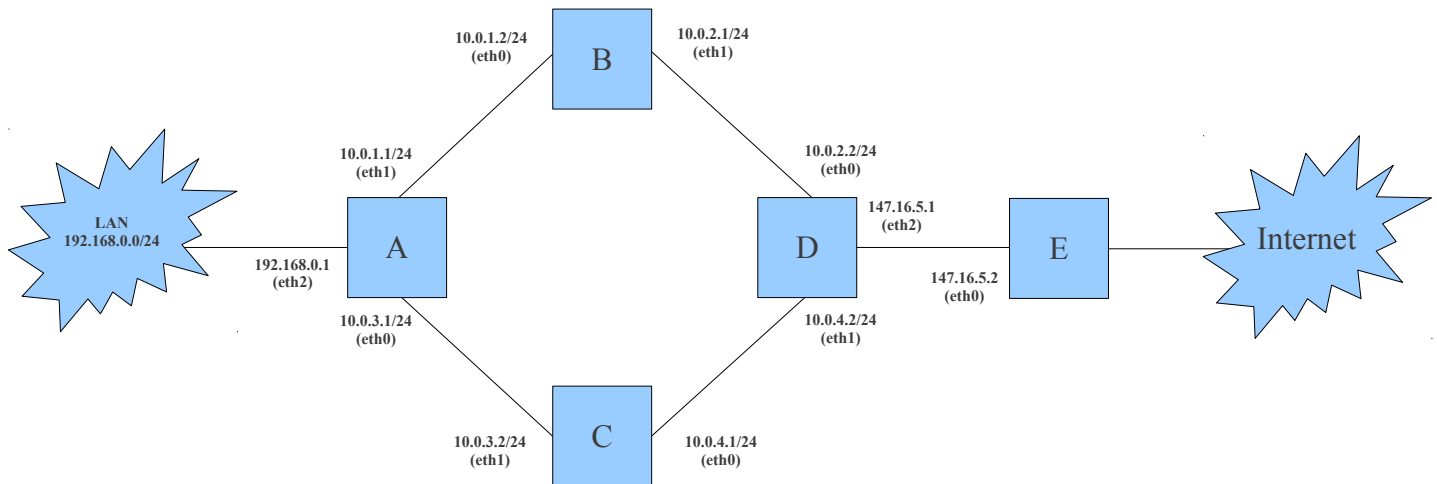 10.0.1.2/24
(eth0)
B
10.0.2.1/24
(eth1)
10.0.1.1/24
(eth1)
10.0.2.2/24
(eth0)
LAN
192.168.0.0/24
192.168.0.1
(eth2)
A
D
147.16.5.1
(eth2)
147.16.5.2
(eth0)
E
Internet
10.0.3.1/24
(eth0)
10.0.4.2/24
(eth1)
10.0.3.2/24
(eth1)
C
10.0.4.1/24
(eth0)